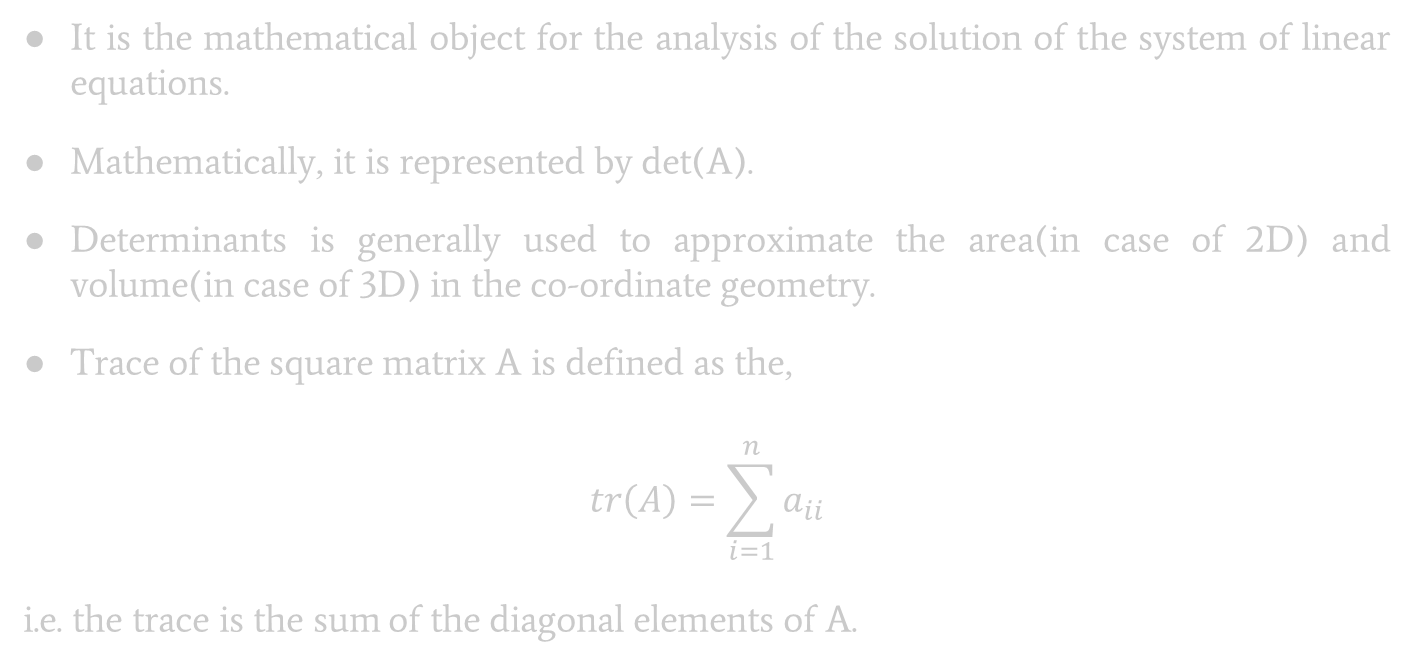 ● It is the mathematical object for the analysis of the solution of the system of linear
equations.
● Mathematically, it is represented by det(A).
● Determinants is generally used to approximate the area(in case of 2D) and
volume(in case of 3D) in the co-ordinate geometry.
● Trace of the square matrix A is defined as the,
n
tr(A) = ∑ aᵢᵢ
i=1
i.e. the trace is the sum of the diagonal elements of A.